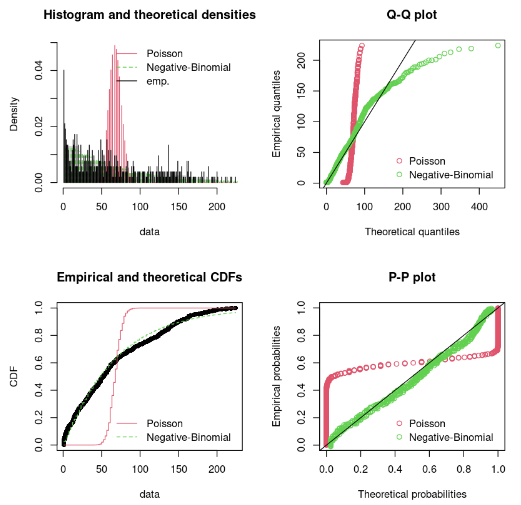 Histogram and theoretical densities
Density
0.00
0.02
0.04
Poisson
Negative-Binomial
emp.
0
50
100
150
200
data
Q-Q plot
Empirical quantiles
0
50
100
150
200
Poisson
Negative-Binomial
0
100
200
300
400
Theoretical quantiles
Empirical and theoretical CDFs
CDF
0.0
0.2
0.4
0.6
0.8
1.0
Poisson
Negative-Binomial
0
50
100
150
200
data
P-P plot
Empirical probabilities
0.0
0.2
0.4
0.6
0.8
1.0
Poisson
Negative-Binomial
0.0
0.2
0.4
0.6
0.8
1.0
Theoretical probabilities